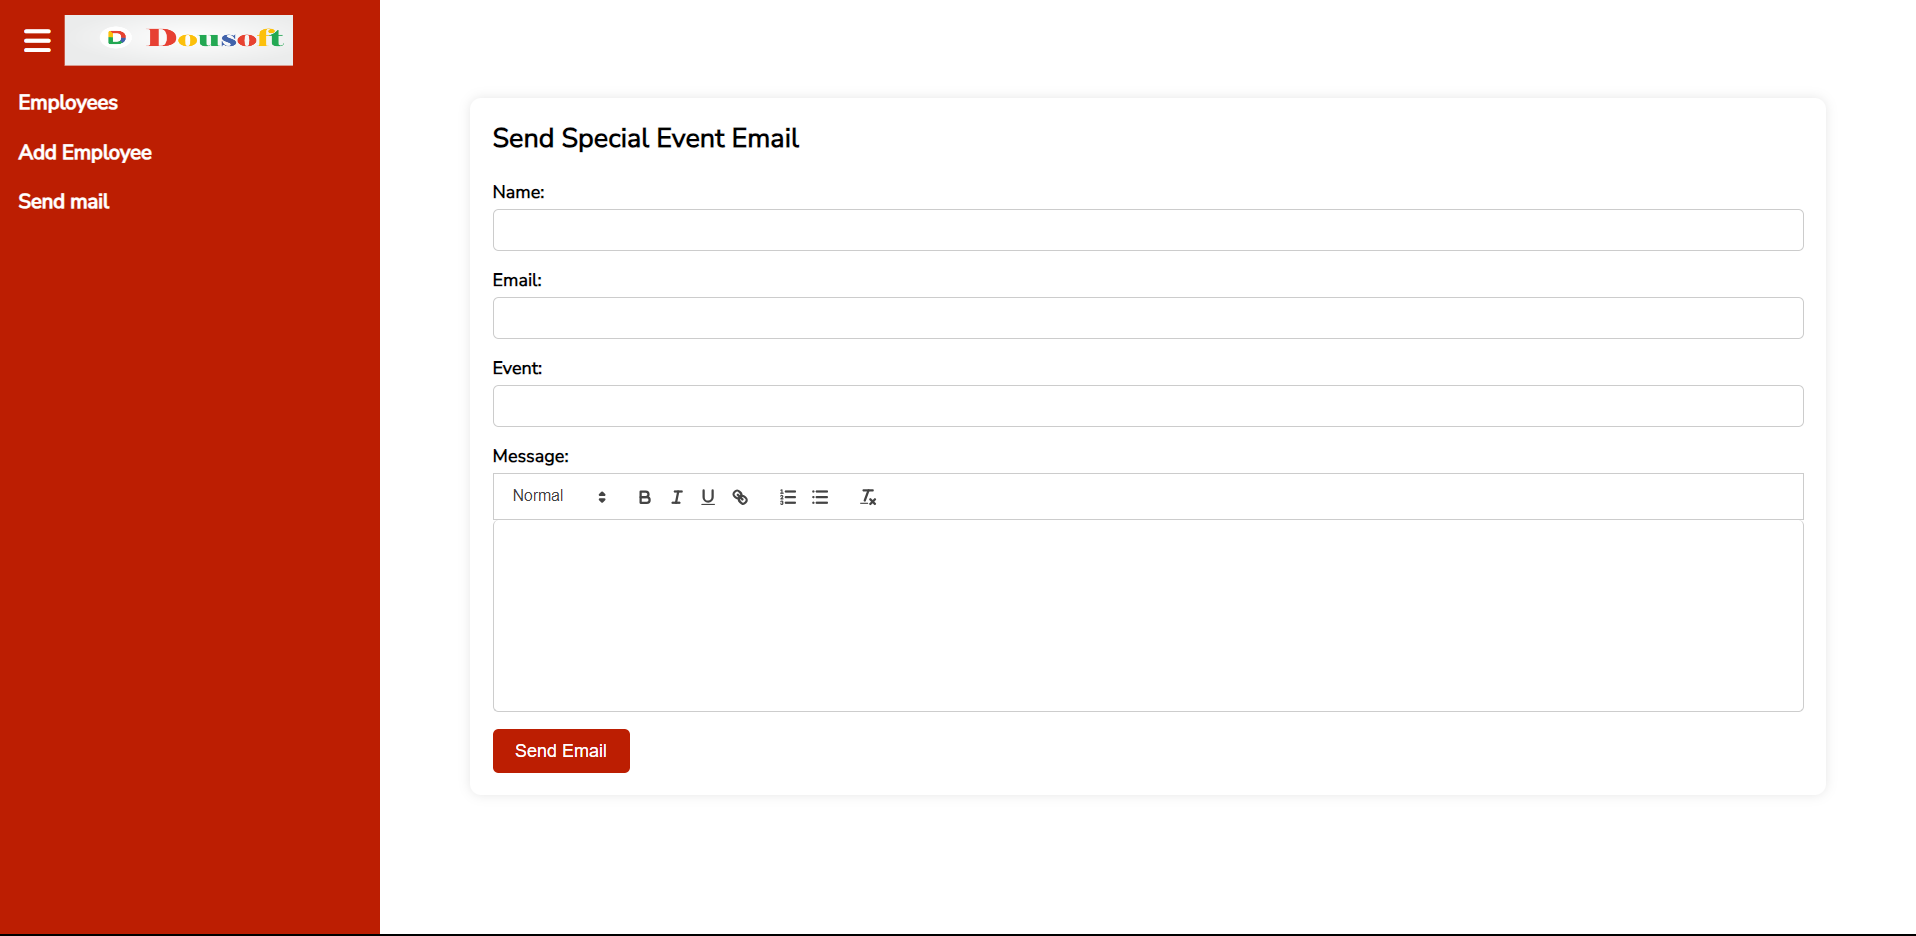 D Dousoft
Employees
Add Employee
Send mail
Send Special Event Email
Name:
Email:
Event:
Message:
Normal
Send Email